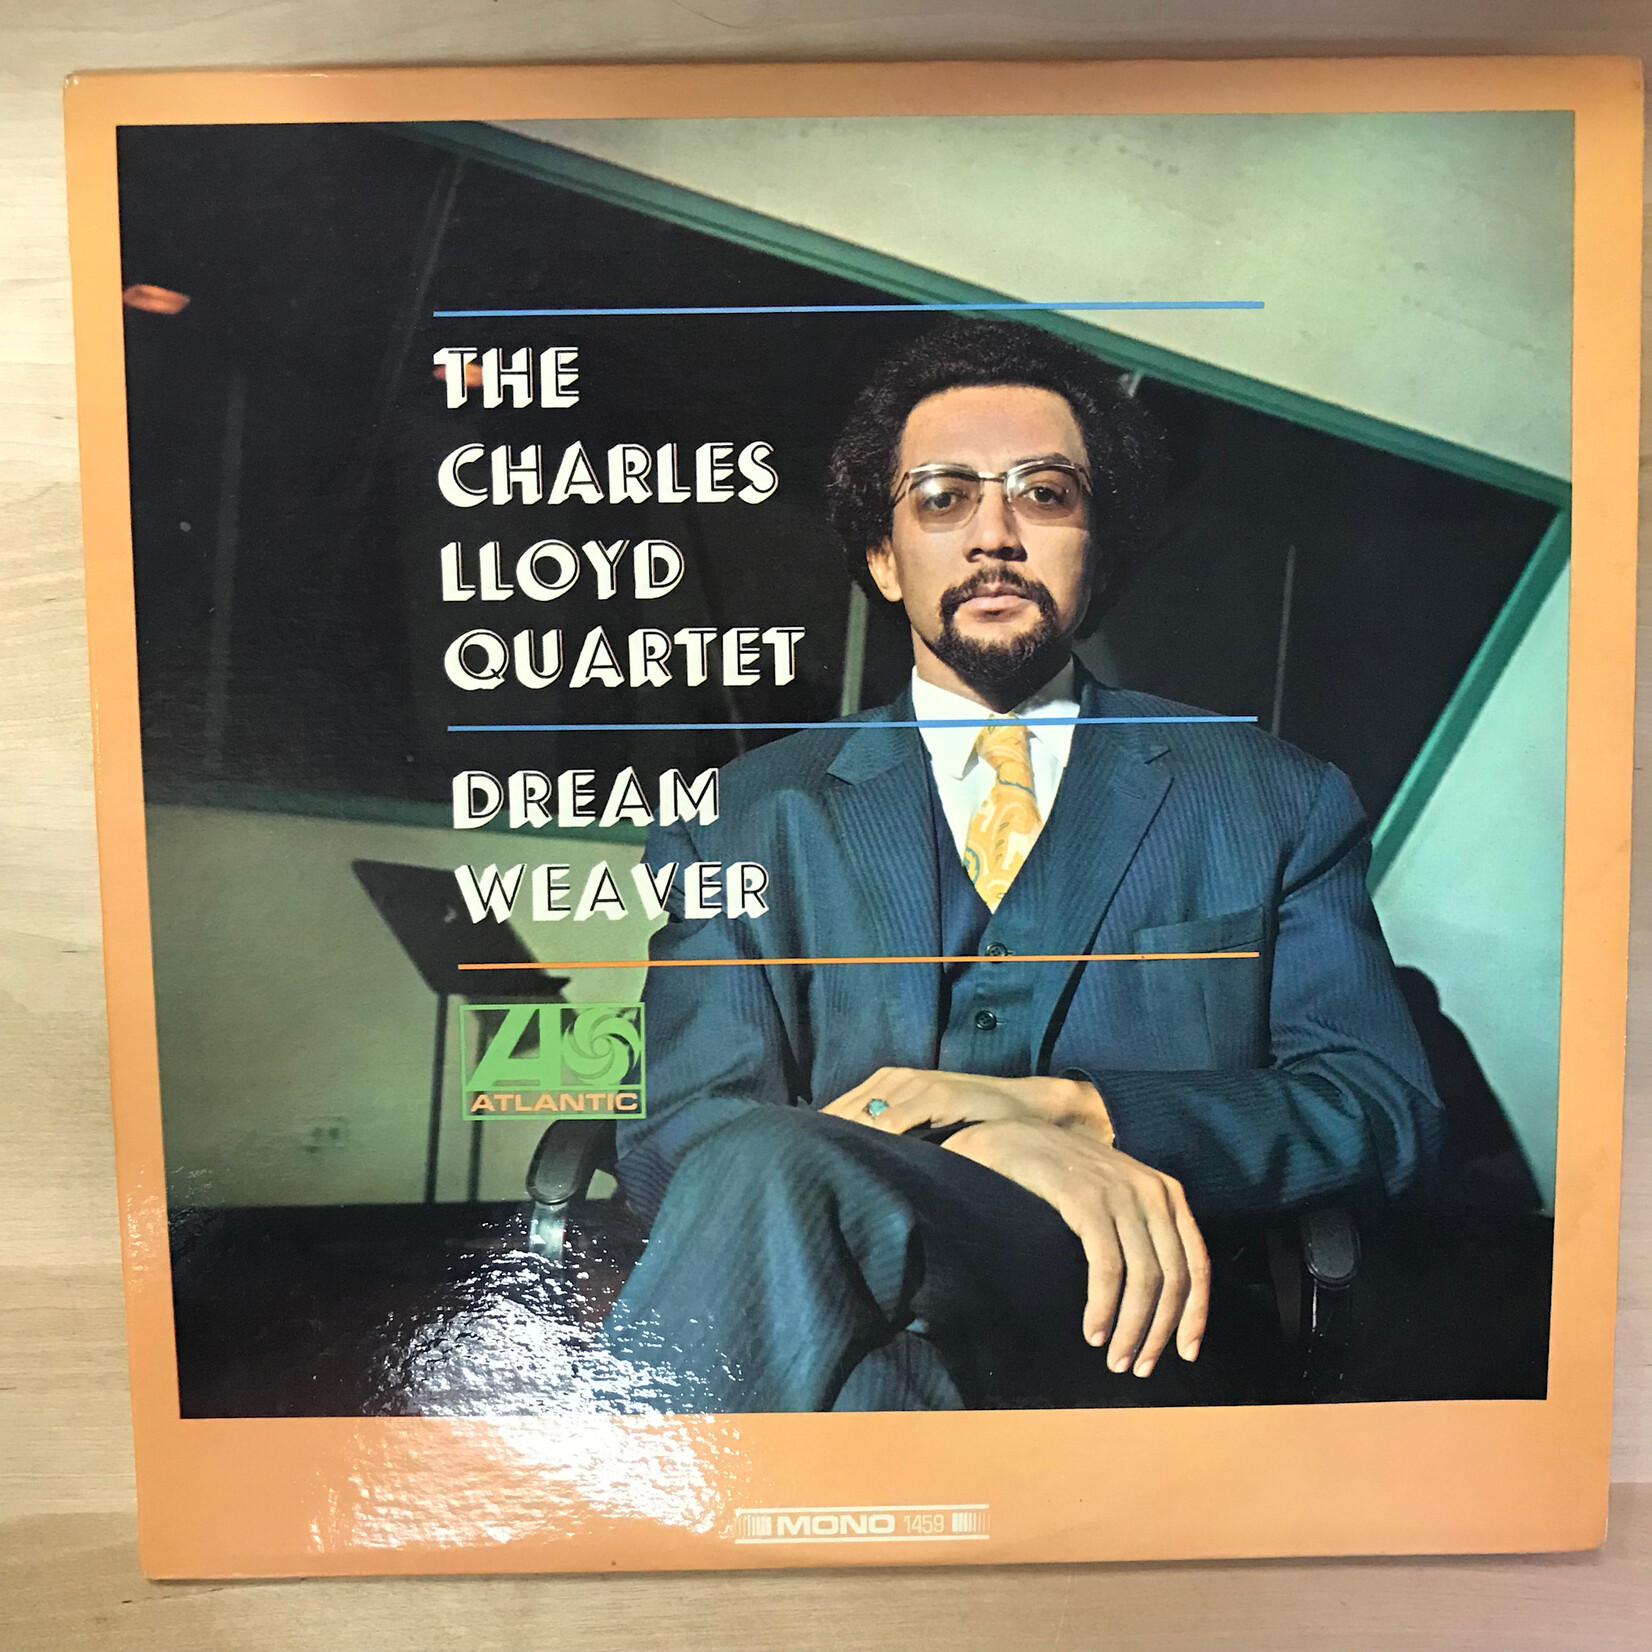 THE
CHARLES
LLOYD
QUARTET
DREAM
WEAVER
ATLANTIC
MONO 1459